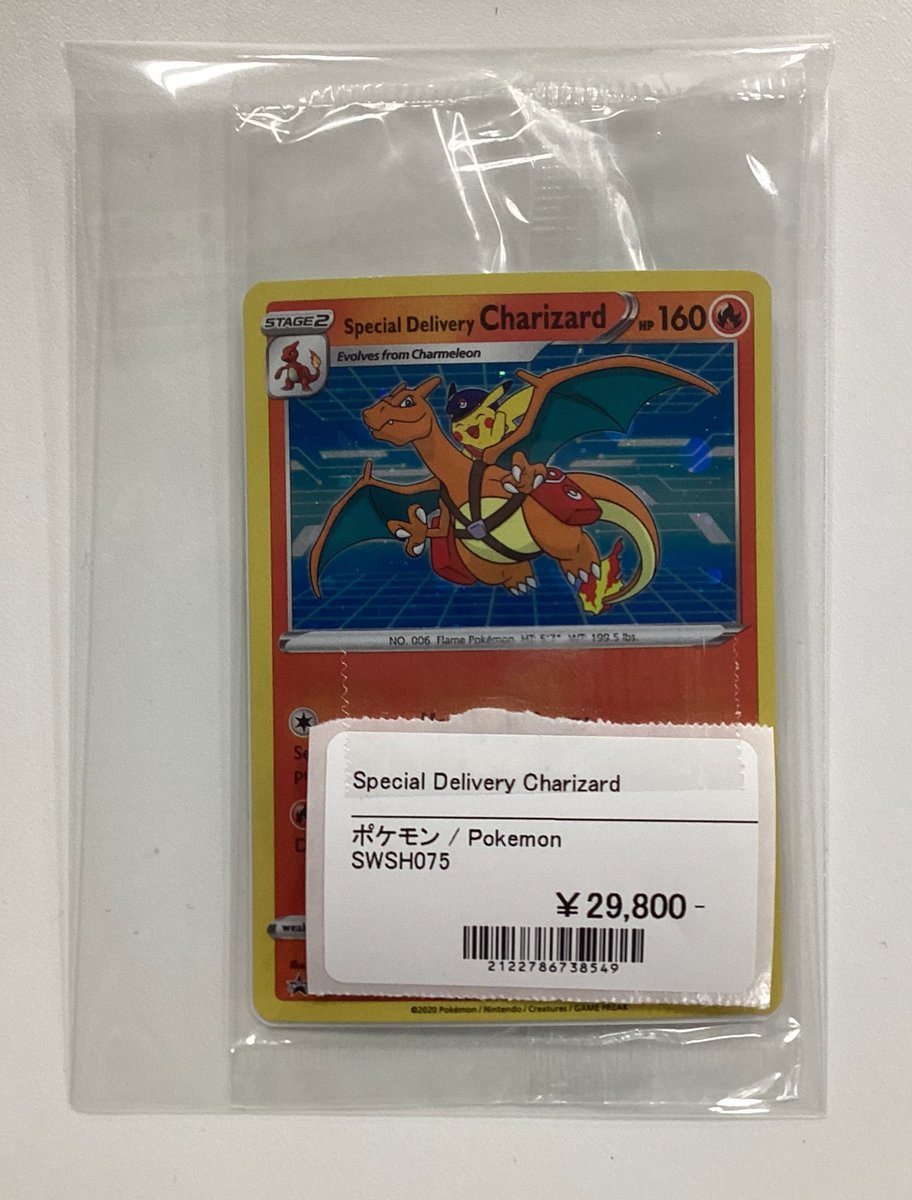 STAGE2
Special Delivery Charizard HP 160
Evolves from Charmeleon
NO. 006 Flame Pokémon HT: 5'7" WT: 199.5 lbs.
Special Delivery Charizard
ポケモン / Pokemon
SWSH075
¥29,800-
2122786738549
©2020 Pokémon / Nintendo / Creatures / GAME FREAK